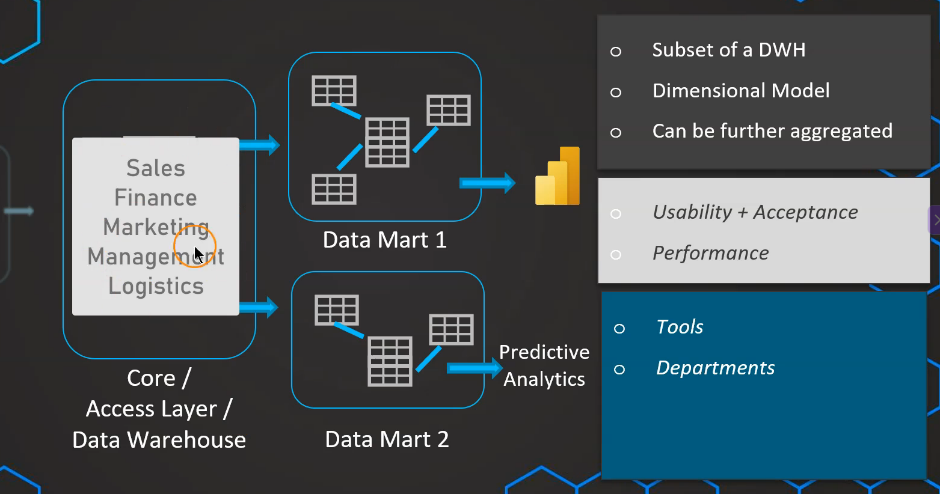 Sales
Finance
Marketing
Management
Logistics
Core /
Access Layer /
Data Warehouse
Data Mart 1
Data Mart 2
Predictive
Analytics
Subset of a DWH
Dimensional Model
Can be further aggregated
Usability + Acceptance
Performance
Tools
Departments